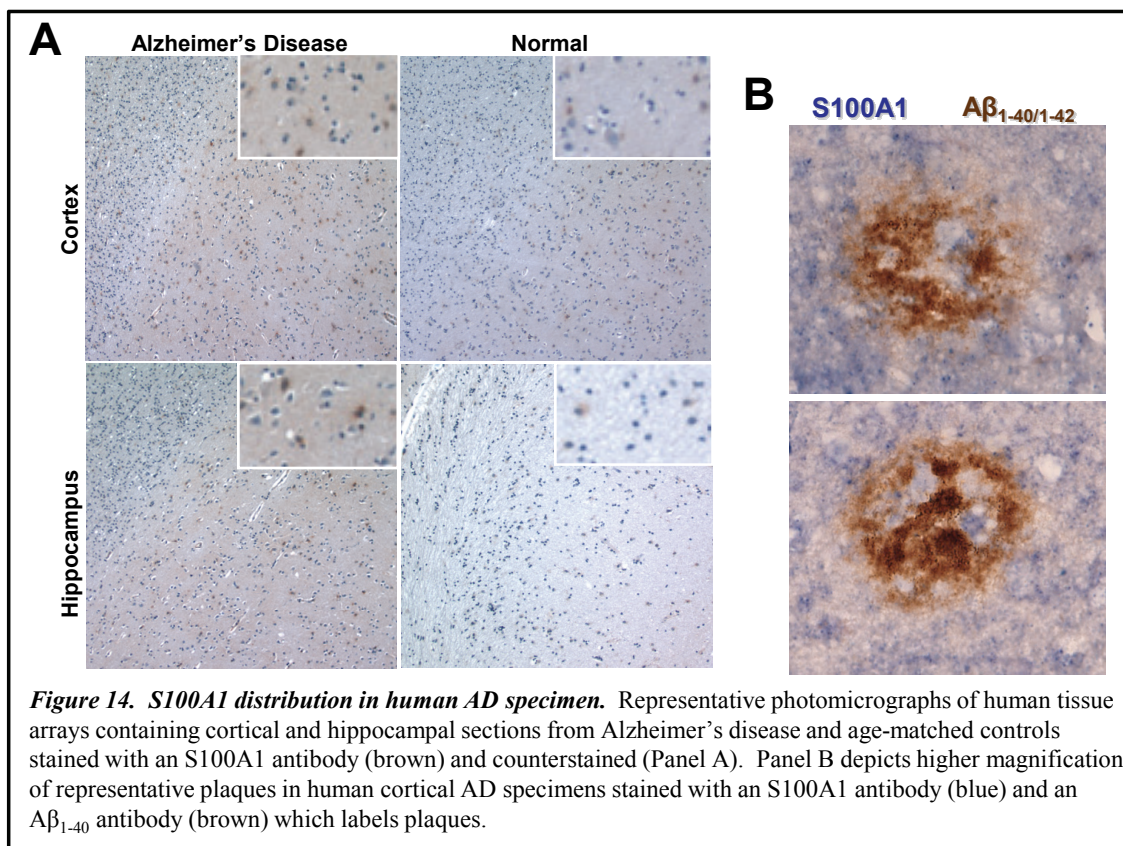 A
Alzheimer's Disease
Normal
Cortex
Hippocampus
B
S100A1
Aβ1-40/1-42
Figure 14. S100A1 distribution in human AD specimen. Representative photomicrographs of human tissue
arrays containing cortical and hippocampal sections from Alzheimer's disease and age-matched controls
stained with an S100A1 antibody (brown) and counterstained (Panel A). Panel B depicts higher magnification
of representative plaques in human cortical AD specimens stained with an S100A1 antibody (blue) and an
Aβ1-40 antibody (brown) which labels plaques.